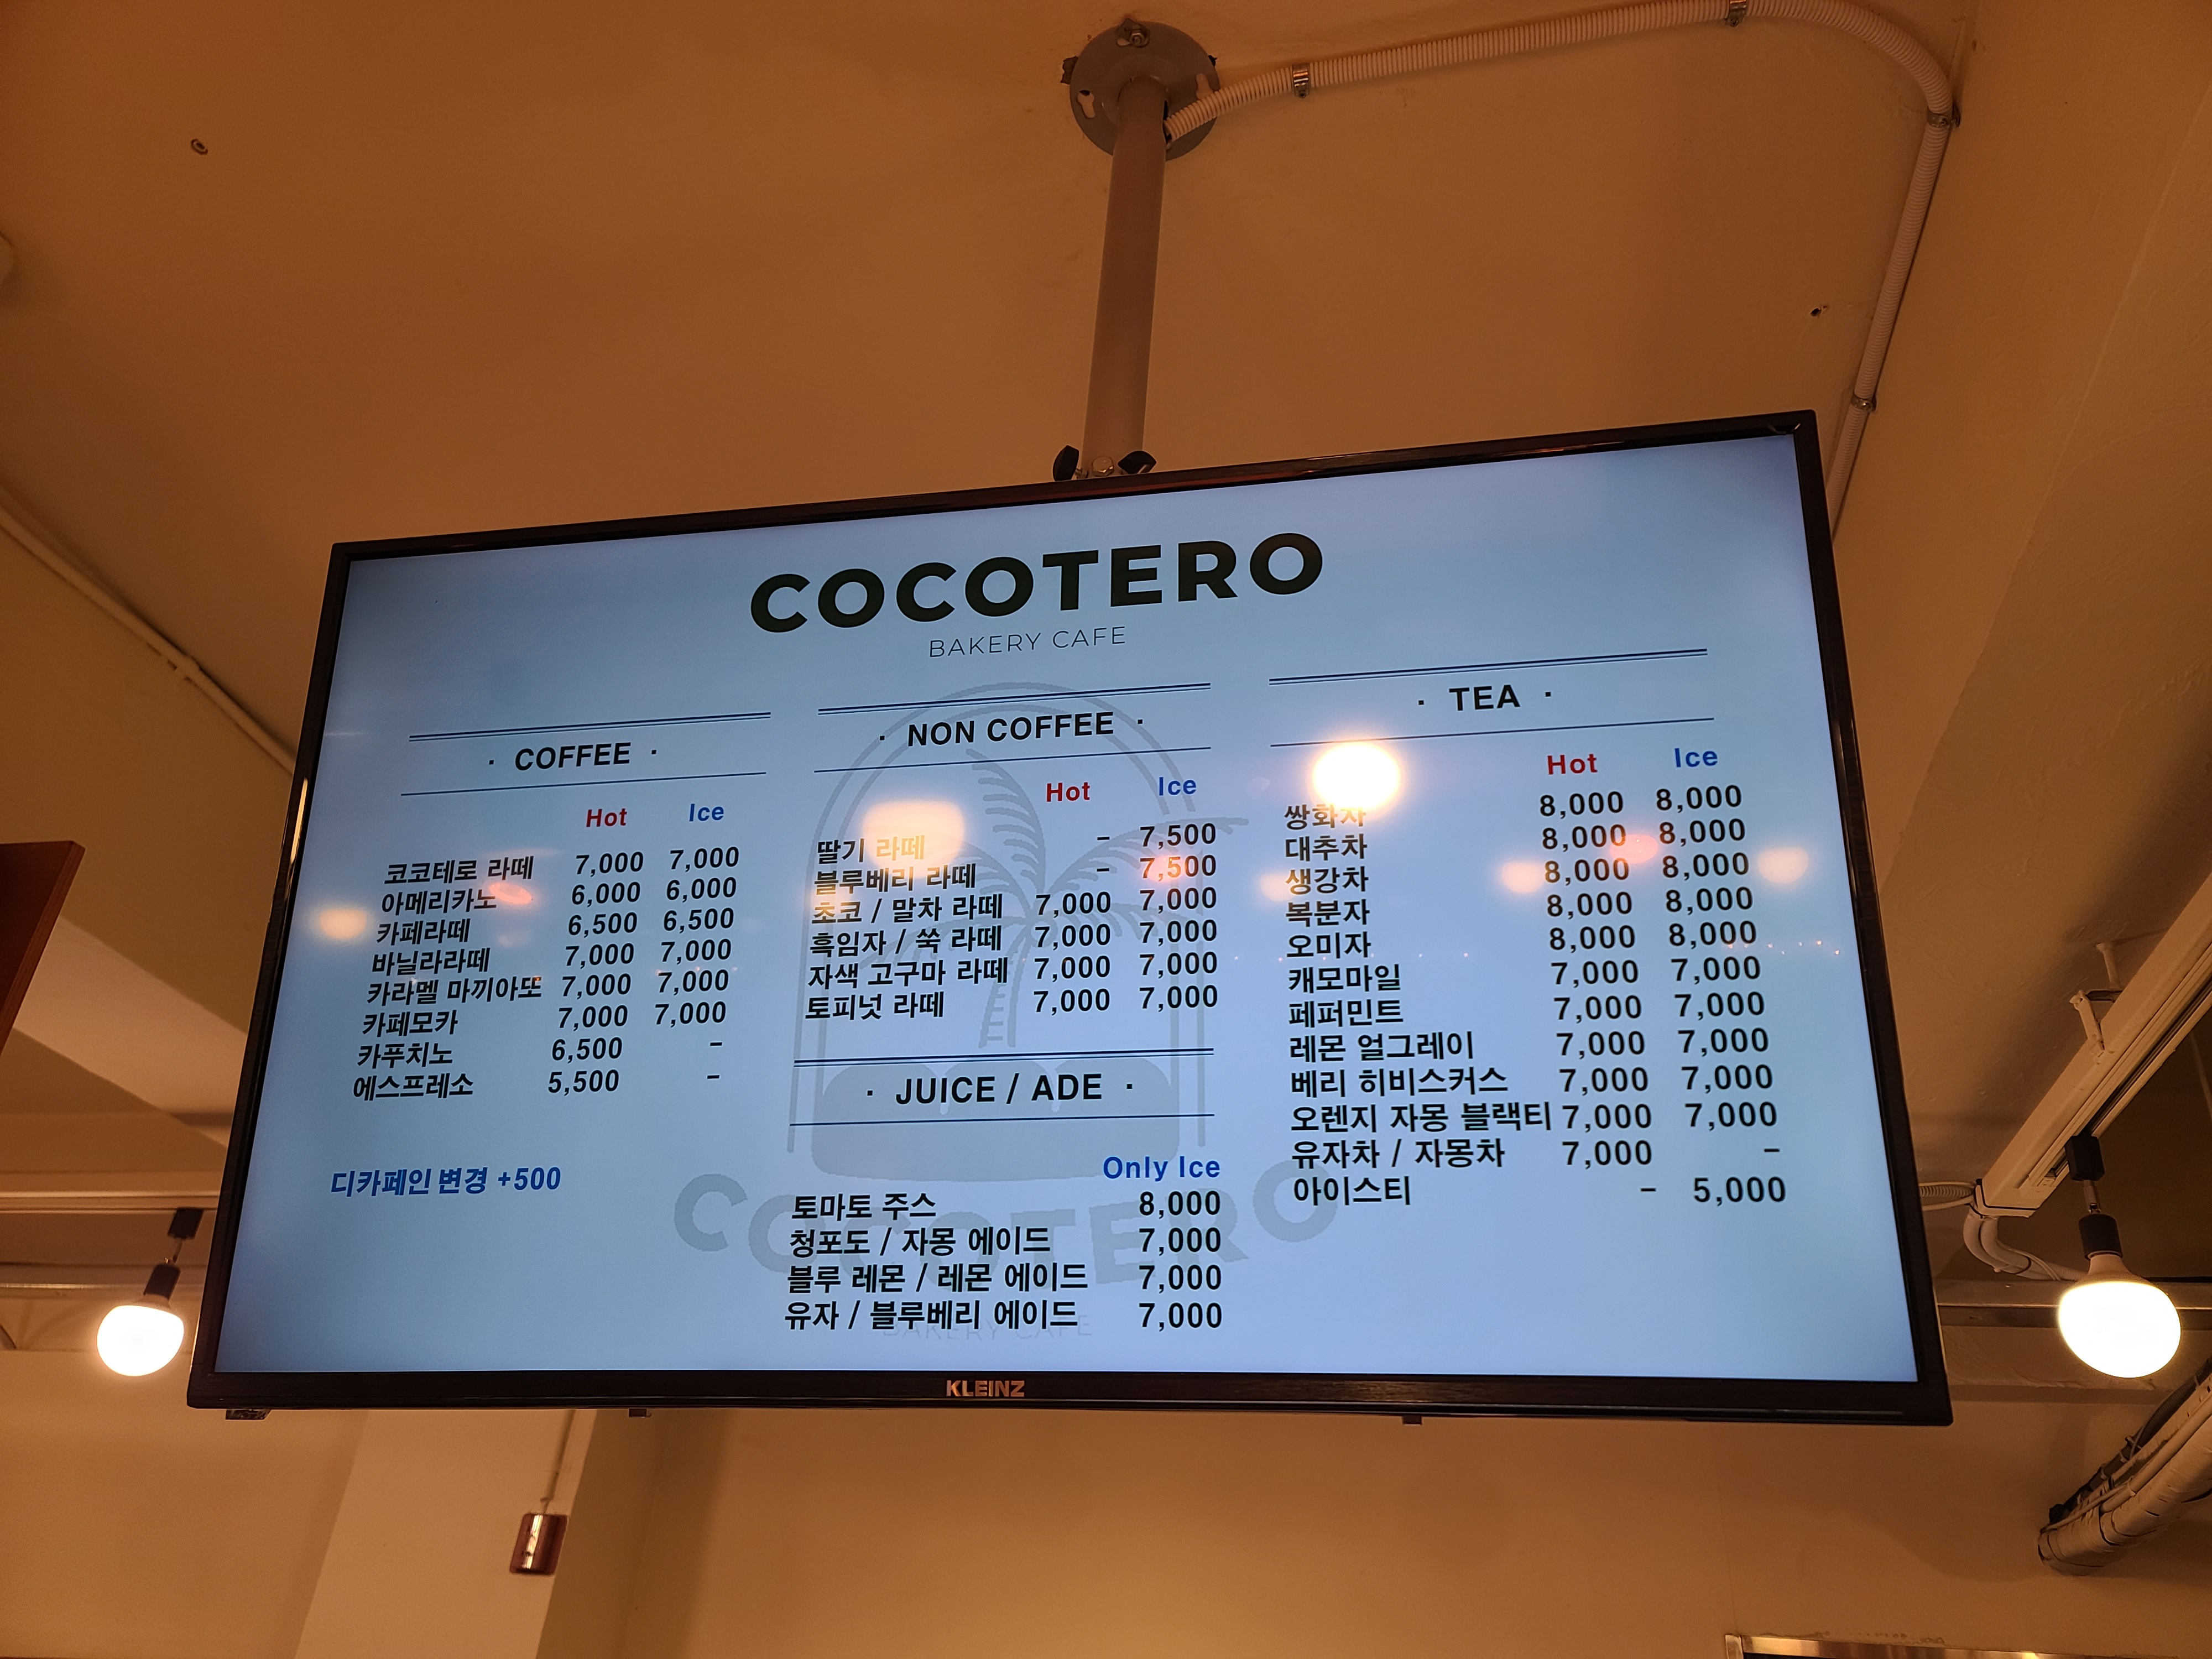 COCOTERO
BAKERY CAFE
· COFFEE ·
Hot Ice
코코테로 라떼 7,000 7,000
아메리카노 6,000 6,000
카페라떼 6,500 6,500
바닐라라떼 7,000 7,000
카라멜 마끼아또 7,000 7,000
카페모카 7,000 7,000
카푸치노 6,500 -
에스프레소 5,500 -
디카페인 변경 +500
· NON COFFEE ·
Hot Ice
딸기 라떼 - 7,500
블루베리 라떼 - 7,500
초코 / 말차 라떼 7,000 7,000
흑임자 / 쑥 라떼 7,000 7,000
자색 고구마 라떼 7,000 7,000
토피넛 라떼 7,000 7,000
· JUICE / ADE ·
Only Ice
토마토 주스 8,000
청포도 / 자몽 에이드 7,000
블루 레몬 / 레몬 에이드 7,000
유자 / 블루베리 에이드 7,000
· TEA ·
Hot Ice
쌍화차 8,000 8,000
대추차 8,000 8,000
생강차 8,000 8,000
복분자 8,000 8,000
오미자 8,000 8,000
캐모마일 7,000 7,000
페퍼민트 7,000 7,000
레몬 얼그레이 7,000 7,000
베리 히비스커스 7,000 7,000
오렌지 자몽 블랙티 7,000 7,000
유자차 / 자몽차 7,000 -
아이스티 - 5,000
COCOTERO
BAKERY CAFE
KLEINZ